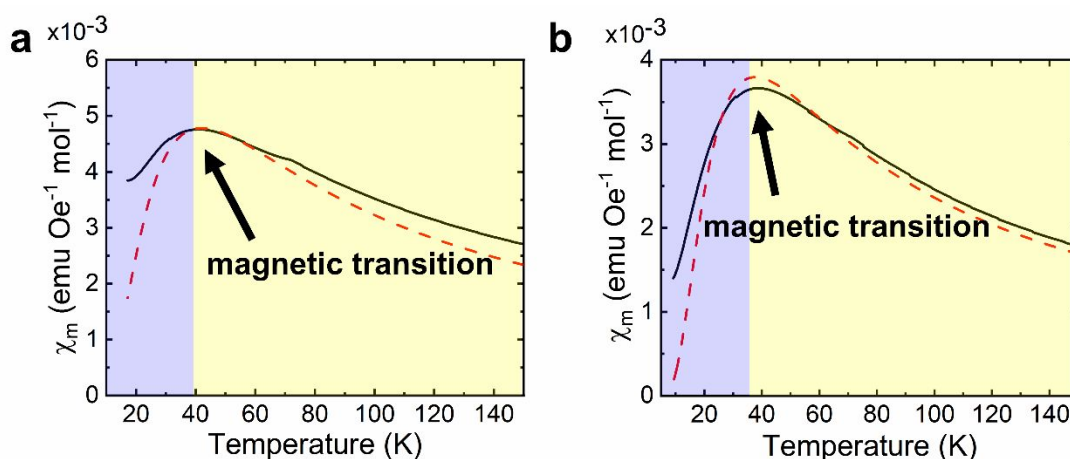 a
×10⁻³
6
5
4
3
2
1
0
χm (emu Oe⁻¹ mol⁻¹)
magnetic transition
20 40 60 80 100 120 140
Temperature (K)
b
×10⁻³
4
3
2
1
0
χm (emu Oe⁻¹ mol⁻¹)
magnetic transition
20 40 60 80 100 120 140
Temperature (K)